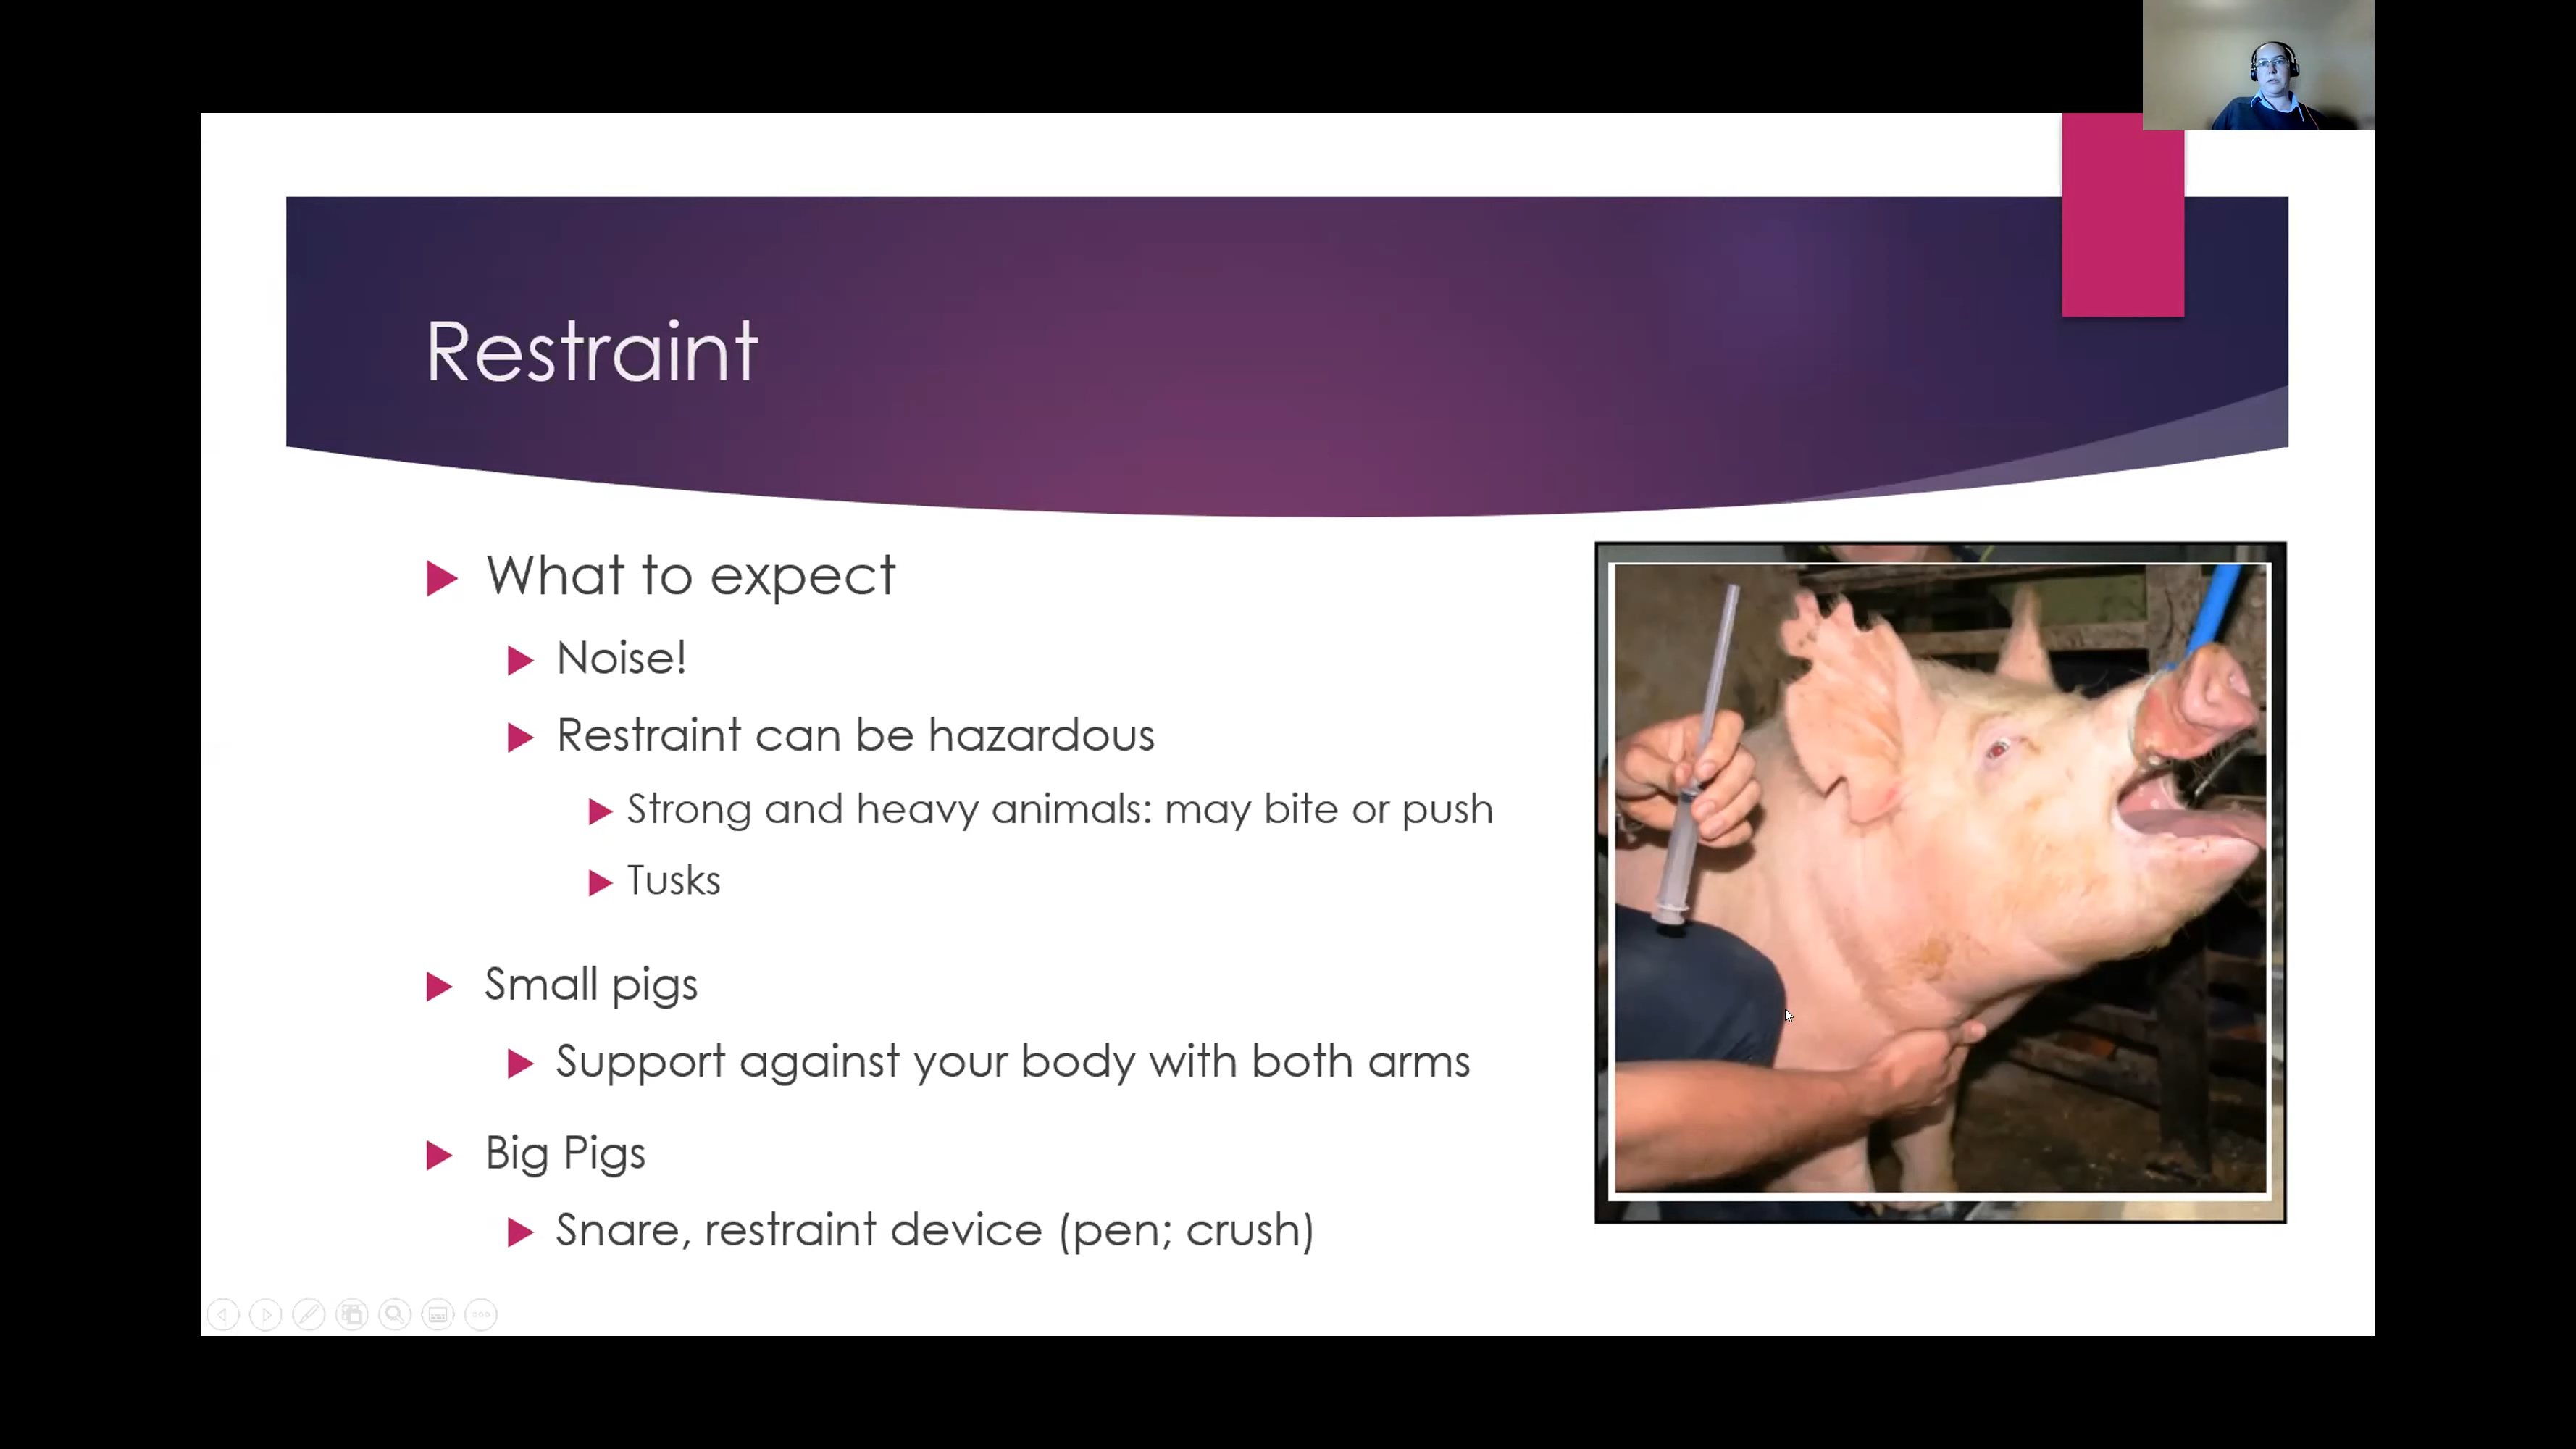 Restraint
What to expect
Noise!
Restraint can be hazardous
Strong and heavy animals: may bite or push
Tusks
Small pigs
Support against your body with both arms
Big Pigs
Snare, restraint device (pen; crush)